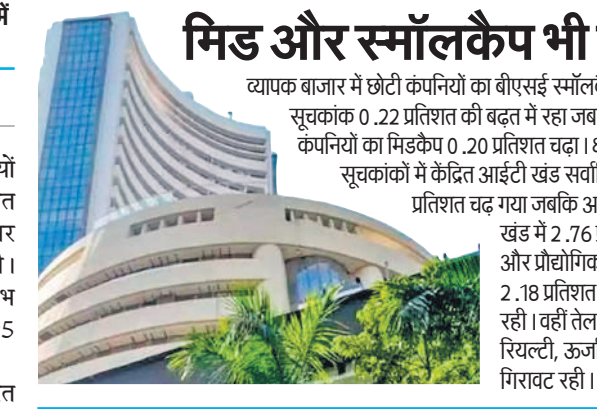 में
यों
त
र
।
भ
5
त
मिड और स्मॉलकैप भी
व्यापक बाजार में छोटी कंपनियों का बीएसई स्मॉलकै
सूचकांक 0.22 प्रतिशत की बढ़त में रहा जब
कंपनियों का मिडकैप 0.20 प्रतिशत चढ़ा।
सूचकांकों में केंद्रित आईटी खंड सर्वा
प्रतिशत चढ़ गया जबकि अ
खंड में 2.76
और प्रौद्योगिक
2.18 प्रतिशत
रही। वहीं तेल
रियल्टी, ऊर्ज
गिरावट रही।